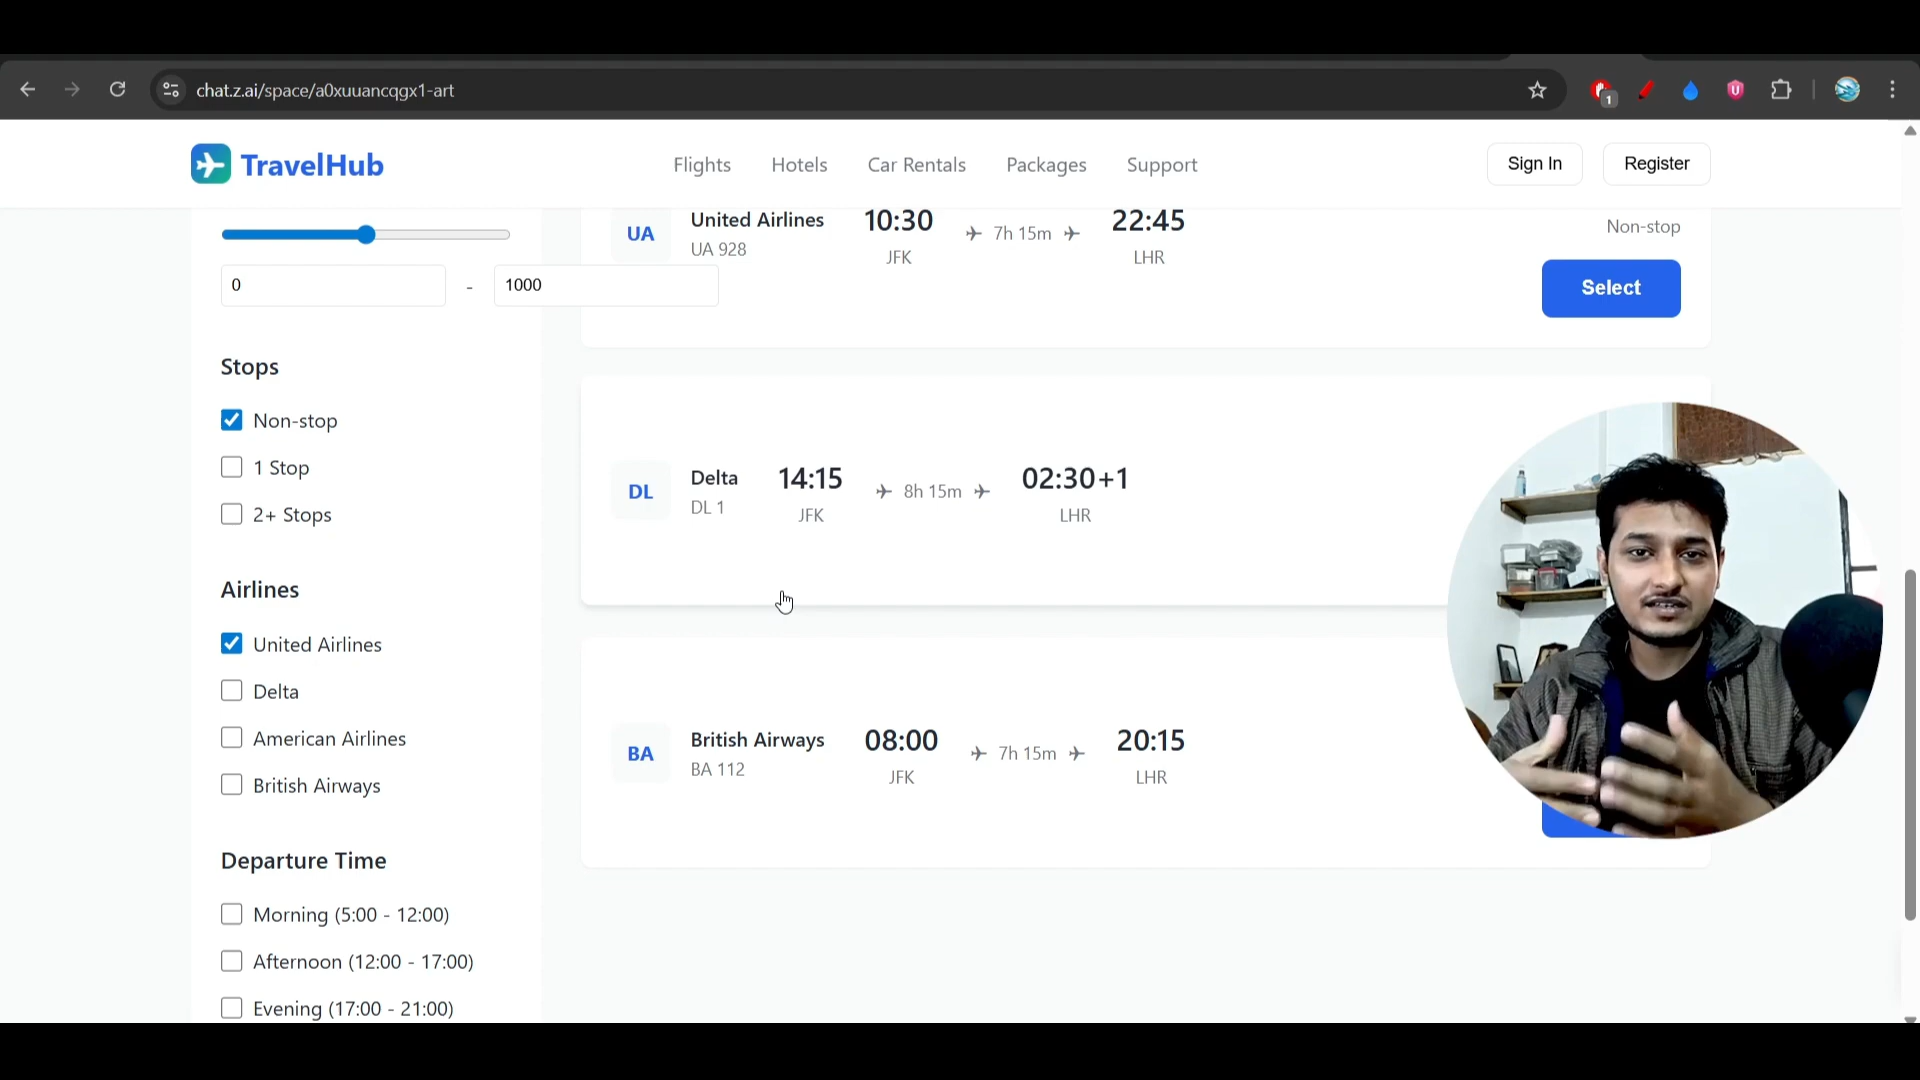 chat.z.ai/space/a0xuuancqgx1-art
1
TravelHub
Flights
Hotels
Car Rentals
Packages
Support
Sign In
Register
0
-
1000
Stops
Non-stop
1 Stop
2+ Stops
Airlines
United Airlines
Delta
American Airlines
British Airways
Departure Time
Morning (5:00 - 12:00)
Afternoon (12:00 - 17:00)
Evening (17:00 - 21:00)
UA
United Airlines
UA 928
10:30
JFK
7h 15m
22:45
LHR
Non-stop
Select
DL
Delta
DL 1
14:15
JFK
8h 15m
02:30+1
LHR
BA
British Airways
BA 112
08:00
JFK
7h 15m
20:15
LHR